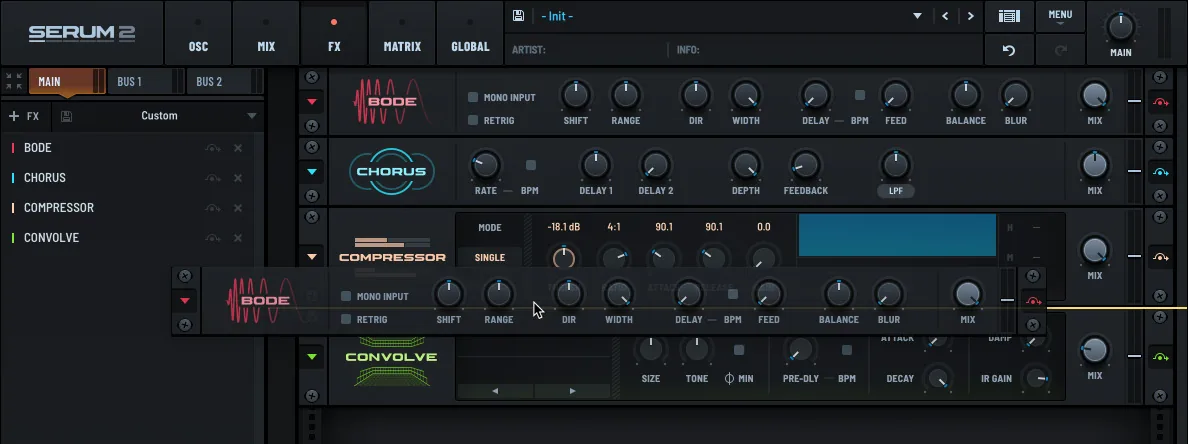 SERUM 2
OSC MIX FX MATRIX GLOBAL
- Init -
MENU
ARTIST: INFO:
MAIN
MAIN BUS 1 BUS 2
FX Custom
BODE
CHORUS
COMPRESSOR
CONVOLVE
BODE
MONO INPUT
RETRIG
SHIFT RANGE DIR WIDTH DELAY BPM FEED BALANCE BLUR MIX
CHORUS
RATE BPM DELAY 1 DELAY 2 DEPTH FEEDBACK LPF MIX
COMPRESSOR
MODE
SINGLE
-18.1 dB 4:1 90.1 90.1 0.0
H
M
MIX
BODE
MONO INPUT
RETRIG
SHIFT RANGE DIR WIDTH DELAY BPM FEED BALANCE BLUR MIX
CONVOLVE
SIZE TONE MIN PRE-DLY BPM
ATTACK
DECAY
DAMP
IR GAIN
MIX